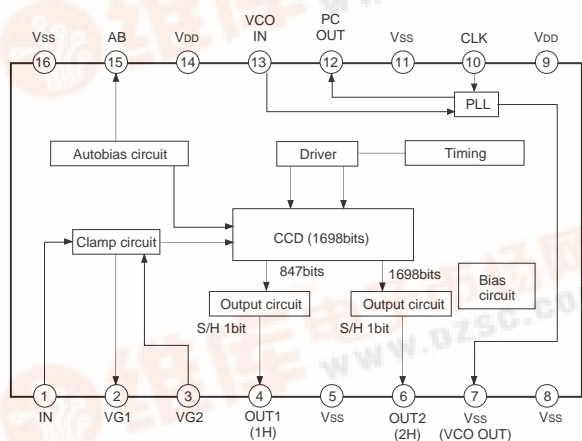 VSS
AB
VDD
VCO
IN
PC
OUT
VSS
CLK
VDD
16
15
14
13
12
11
10
9
PLL
Autobias circuit
Driver
Timing
Clamp circuit
CCD (1698bits)
847bits
1698bits
Output circuit
Output circuit
Bias
circuit
S/H 1bit
S/H 1bit
1
2
3
4
5
6
7
8
IN
VG1
VG2
OUT1
(1H)
VSS
OUT2
(2H)
VSS
(VCO OUT)
VSS